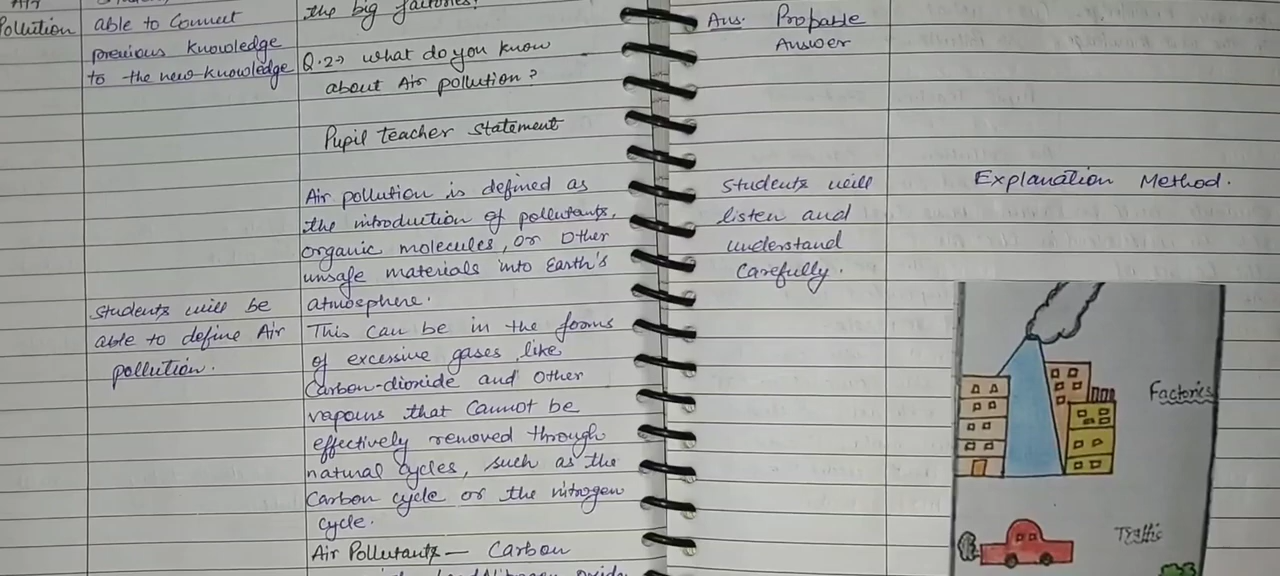 Air
Pollution
able to Connect
previous knowledge
to the new knowledge
the big factories.
Q.2→ what do you know
about Air pollution?
Pupil teacher Statement
Air pollution is defined as
the introduction of pollutants,
organic molecules, or Other
unsafe materials into Earth's
atmosphere.
Students will be
able to define Air
pollution.
This can be in the forms
of excessive gases like
Carbon-dioxide and Other
vapours that Cannot be
effectively removed through
natural cycles, such as the
Carbon cycle or the nitrogen
cycle.
Air Pollutants — Carbon
Ans. Propable
Answer
Students will
listen and
understand
Carefully.
Explanation Method.
Factories
Traffic